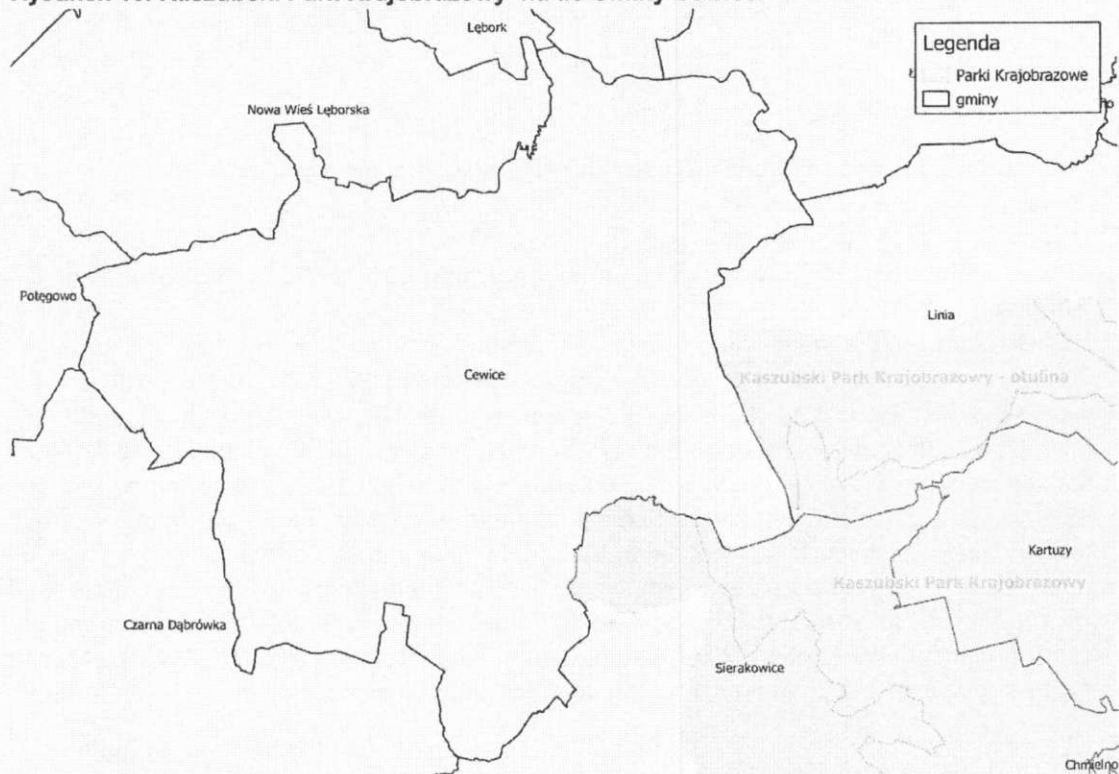 Lębork
Legenda
Parki Krajobrazowe
gminy
Nowa Wieś Lęborska
Potęgowo
Linia
Cewice
Kaszubski Park Krajobrazowy - otulina
Kartuzy
Kaszubski Park Krajobrazowy
Czarna Dąbrówka
Sierakowice
Chmielno